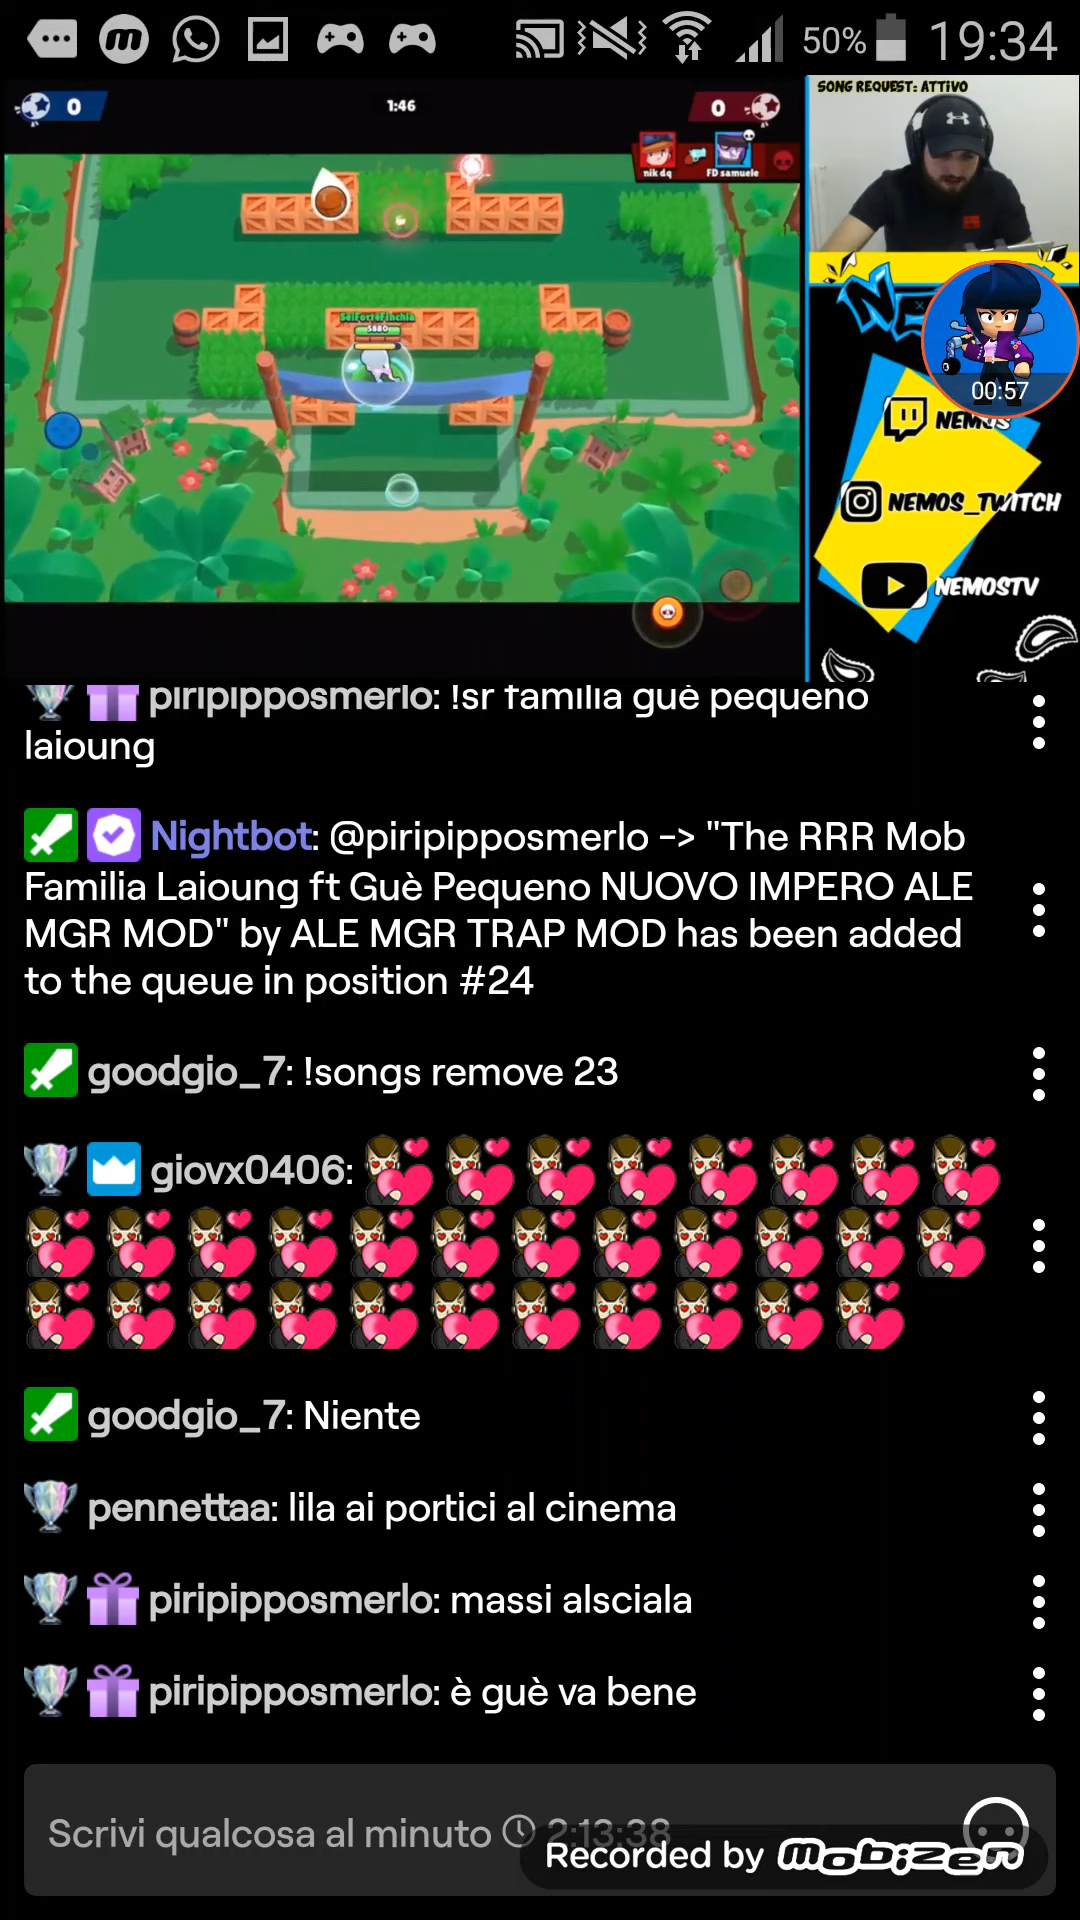 50% 19:34
0 1:46 0
SONG REQUEST: ATTIVO
nik dq FD samuele
SeiForteFinchia
5880
00:57
NEMOS
NEMOS_TWITCH
NEMOSTV
piripipposmerlo: !sr familia guè pequeno
laioung
Nightbot: @piripipposmerlo -> "The RRR Mob
Familia Laioung ft Guè Pequeno NUOVO IMPERO ALE
MGR MOD" by ALE MGR TRAP MOD has been added
to the queue in position #24
goodgio_7: !songs remove 23
giovx0406:
goodgio_7: Niente
pennettaa: lila ai portici al cinema
piripipposmerlo: massi alsciala
piripipposmerlo: è guè va bene
Scrivi qualcosa al minuto 2:13:38
Recorded by mobizen